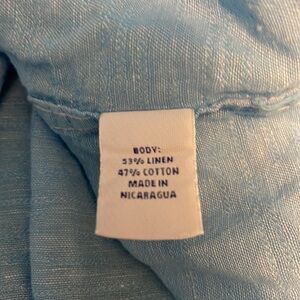 BODY:
53% LINEN
47% COTTON
MADE IN
NICARAGUA